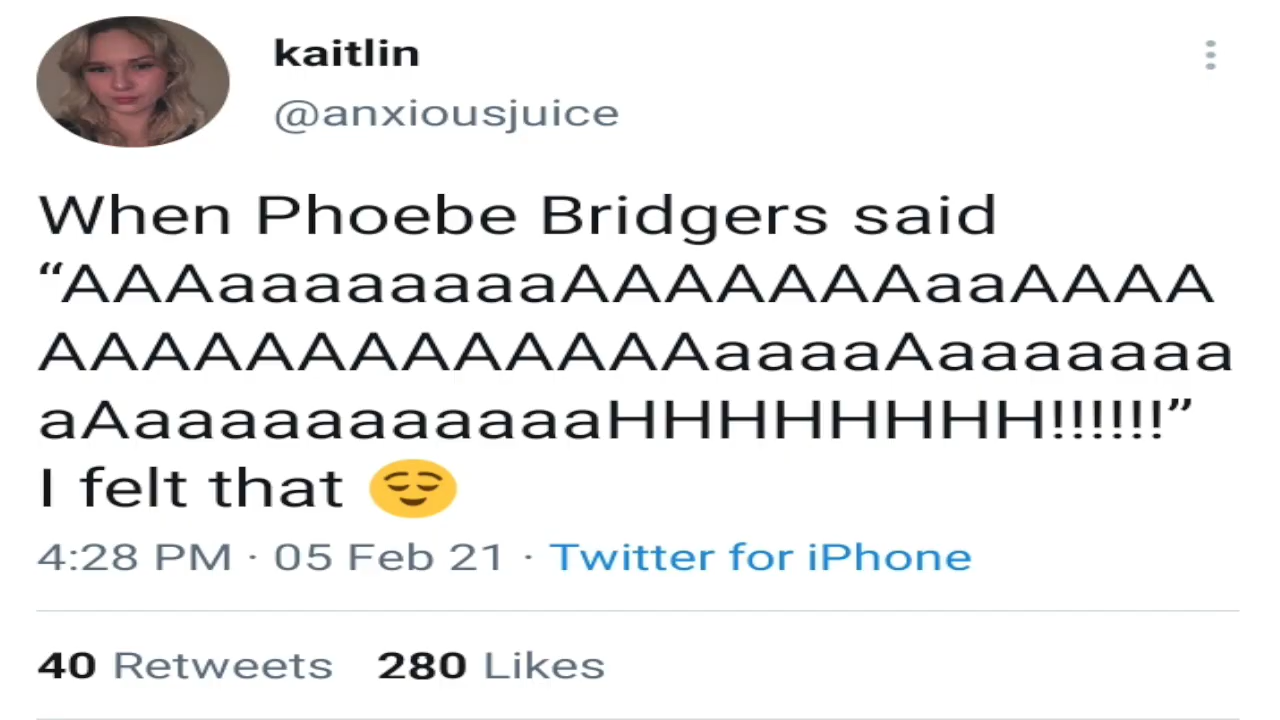 kaitlin
@anxiousjuice
When Phoebe Bridgers said
“AAAaaaaaaaaAAAAAAAaaAAAA
AAAAAAAAAAAAAaaaaAaaaaaaa
aAaaaaaaaaaaaaHHHHHHHH!!!!!!”
I felt that 😌
4:28 PM · 05 Feb 21 · Twitter for iPhone
40 Retweets 280 Likes